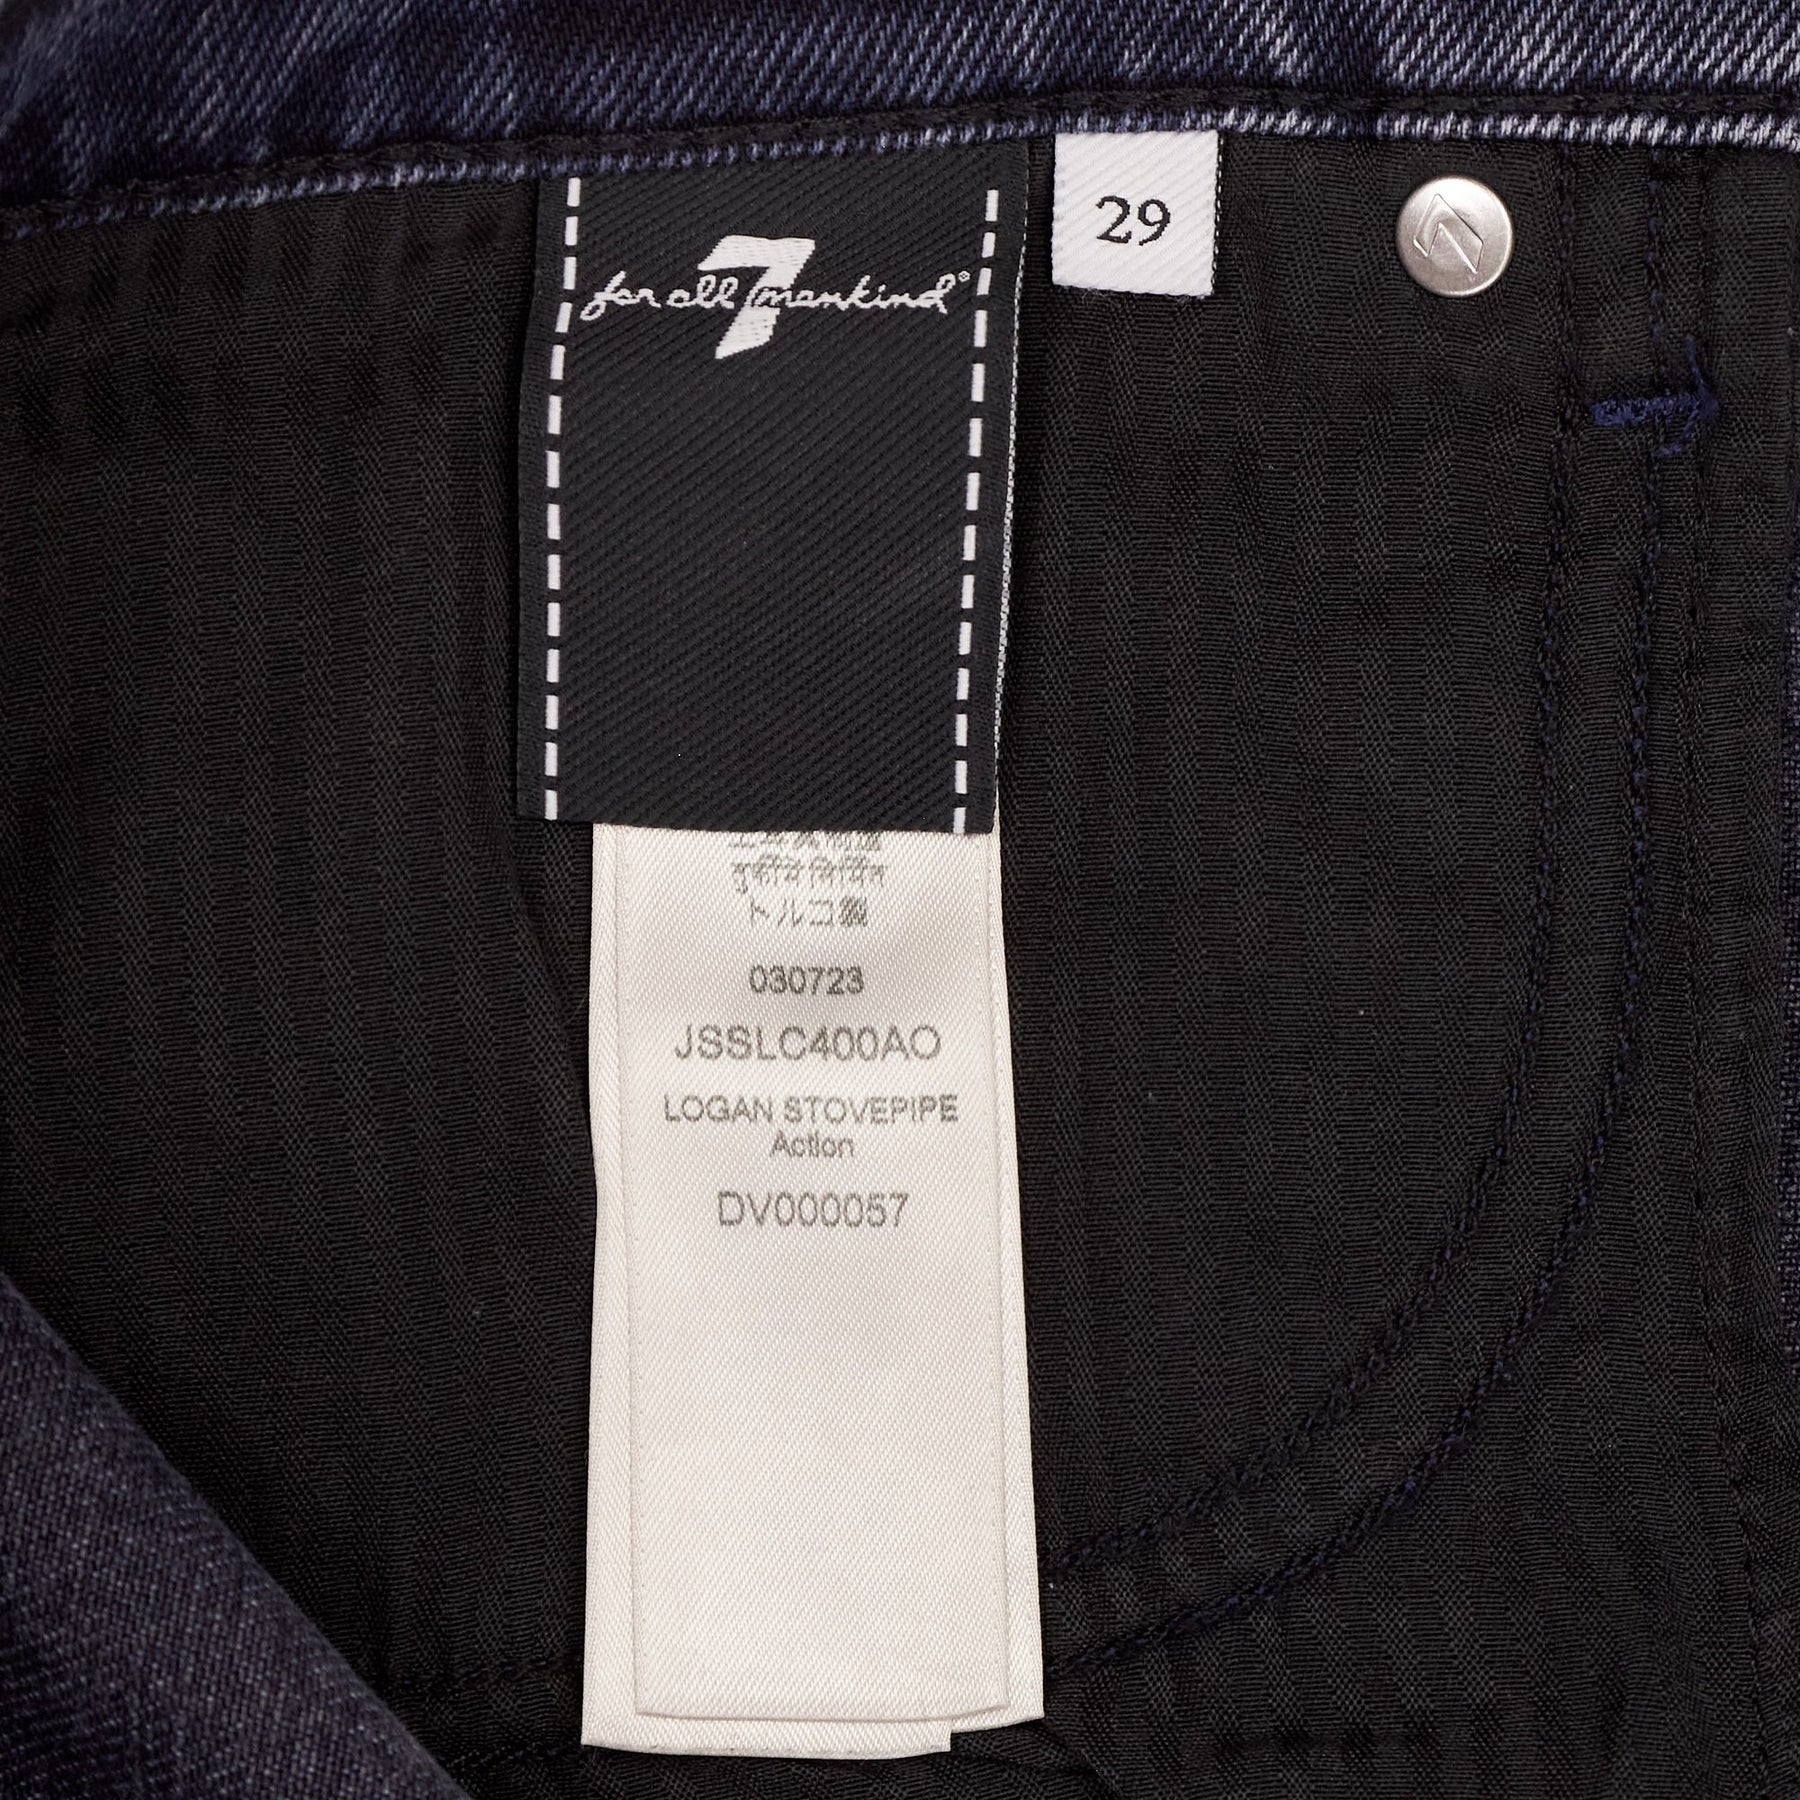 7
for all mankind®
29
तुर्की में निर्मित
トルコ製
030723
JSSLC400AO
LOGAN STOVEPIPE
Action
DV000057